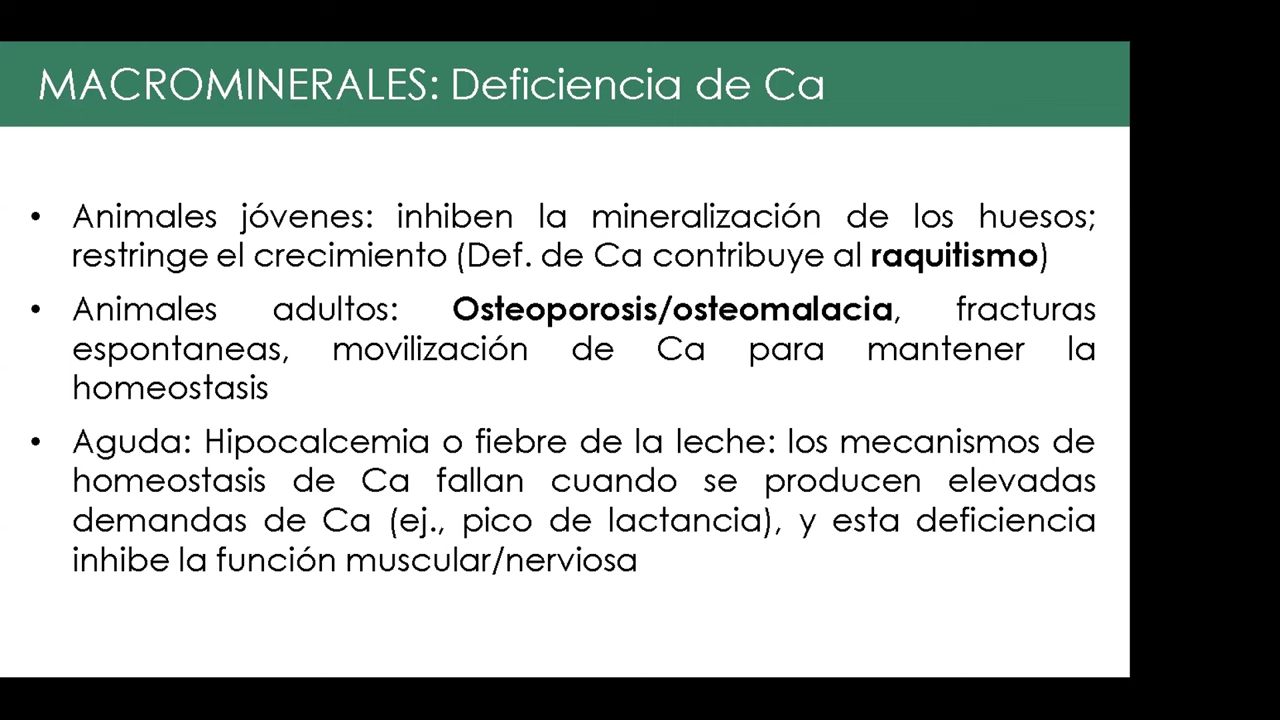 MACROMINERALES: Deficiencia de Ca
• Animales jóvenes: inhiben la mineralización de los huesos;
restringe el crecimiento (Def. de Ca contribuye al raquitismo)
• Animales adultos: Osteoporosis/osteomalacia, fracturas
espontaneas, movilización de Ca para mantener la
homeostasis
• Aguda: Hipocalcemia o fiebre de la leche: los mecanismos de
homeostasis de Ca fallan cuando se producen elevadas
demandas de Ca (ej., pico de lactancia), y esta deficiencia
inhibe la función muscular/nerviosa